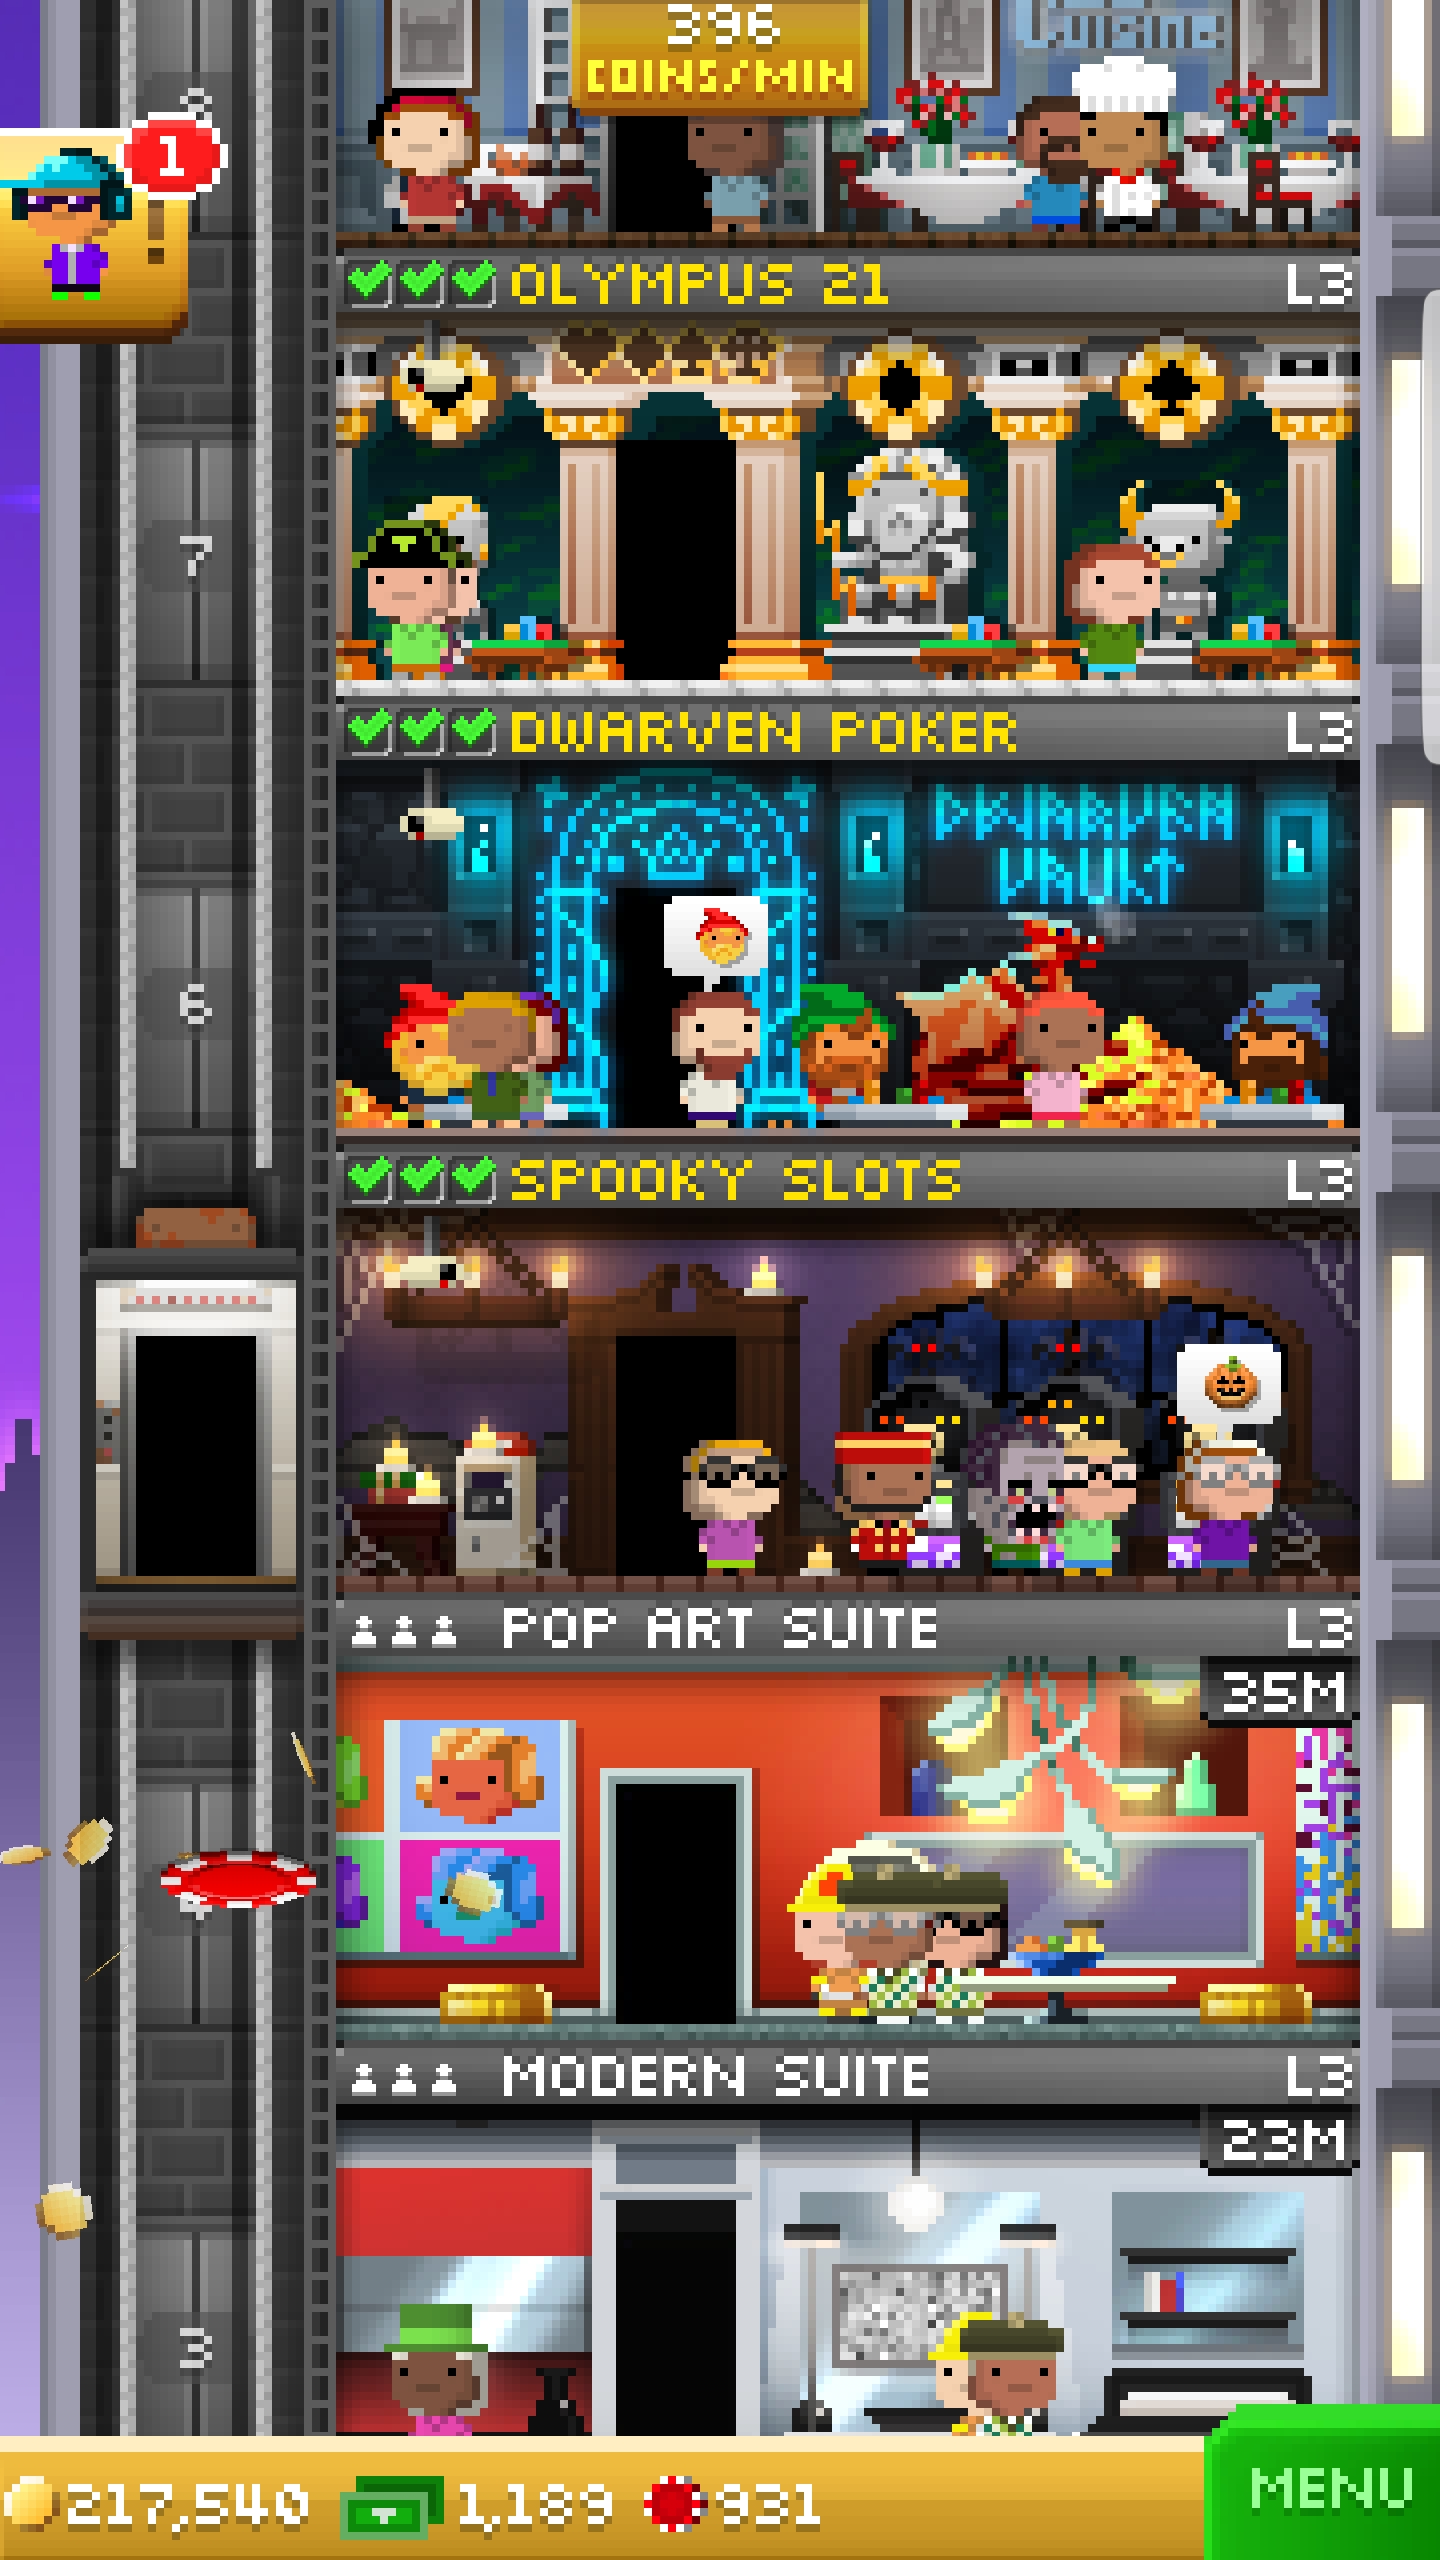 Cuisine
396
COINS/MIN
1
OLYMPUS 21
L3
7
DWARVEN POKER
L3
DWARVEN
VAULT
6
SPOOKY SLOTS
L3
POP ART SUITE
L3
35M
MODERN SUITE
L3
23M
3
217,540
1,189
931
MENU